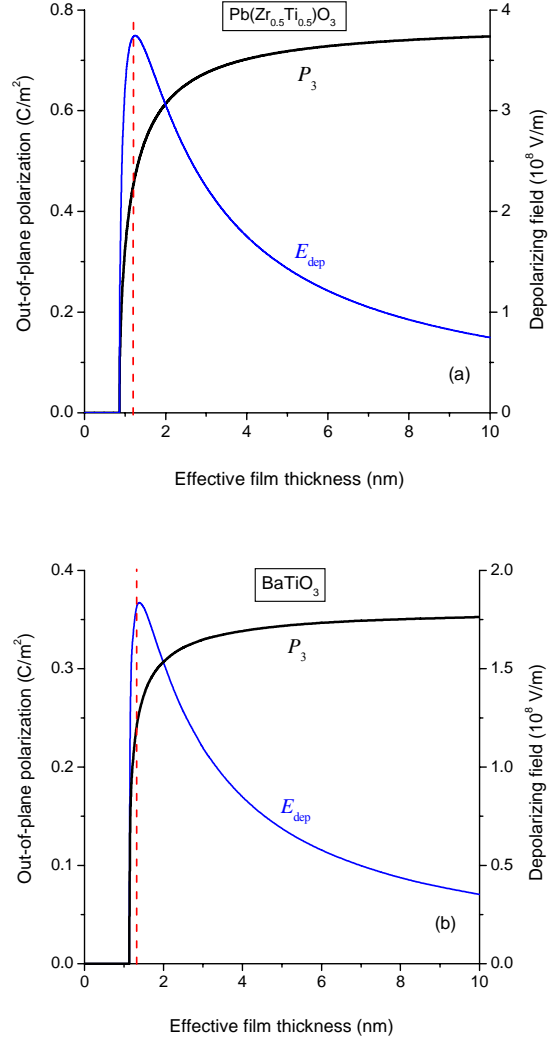 Pb(Zr0.5Ti0.5)O3
0.8
0.6
0.4
0.2
0.0
Out-of-plane polarization (C/m2)
4
3
2
1
0
Depolarizing field (10^8 V/m)
P3
Edep
(a)
0 2 4 6 8 10
Effective film thickness (nm)
BaTiO3
0.4
0.3
0.2
0.1
0.0
Out-of-plane polarization (C/m2)
2.0
1.5
1.0
0.5
0.0
Depolarizing field (10^8 V/m)
P3
Edep
(b)
0 2 4 6 8 10
Effective film thickness (nm)